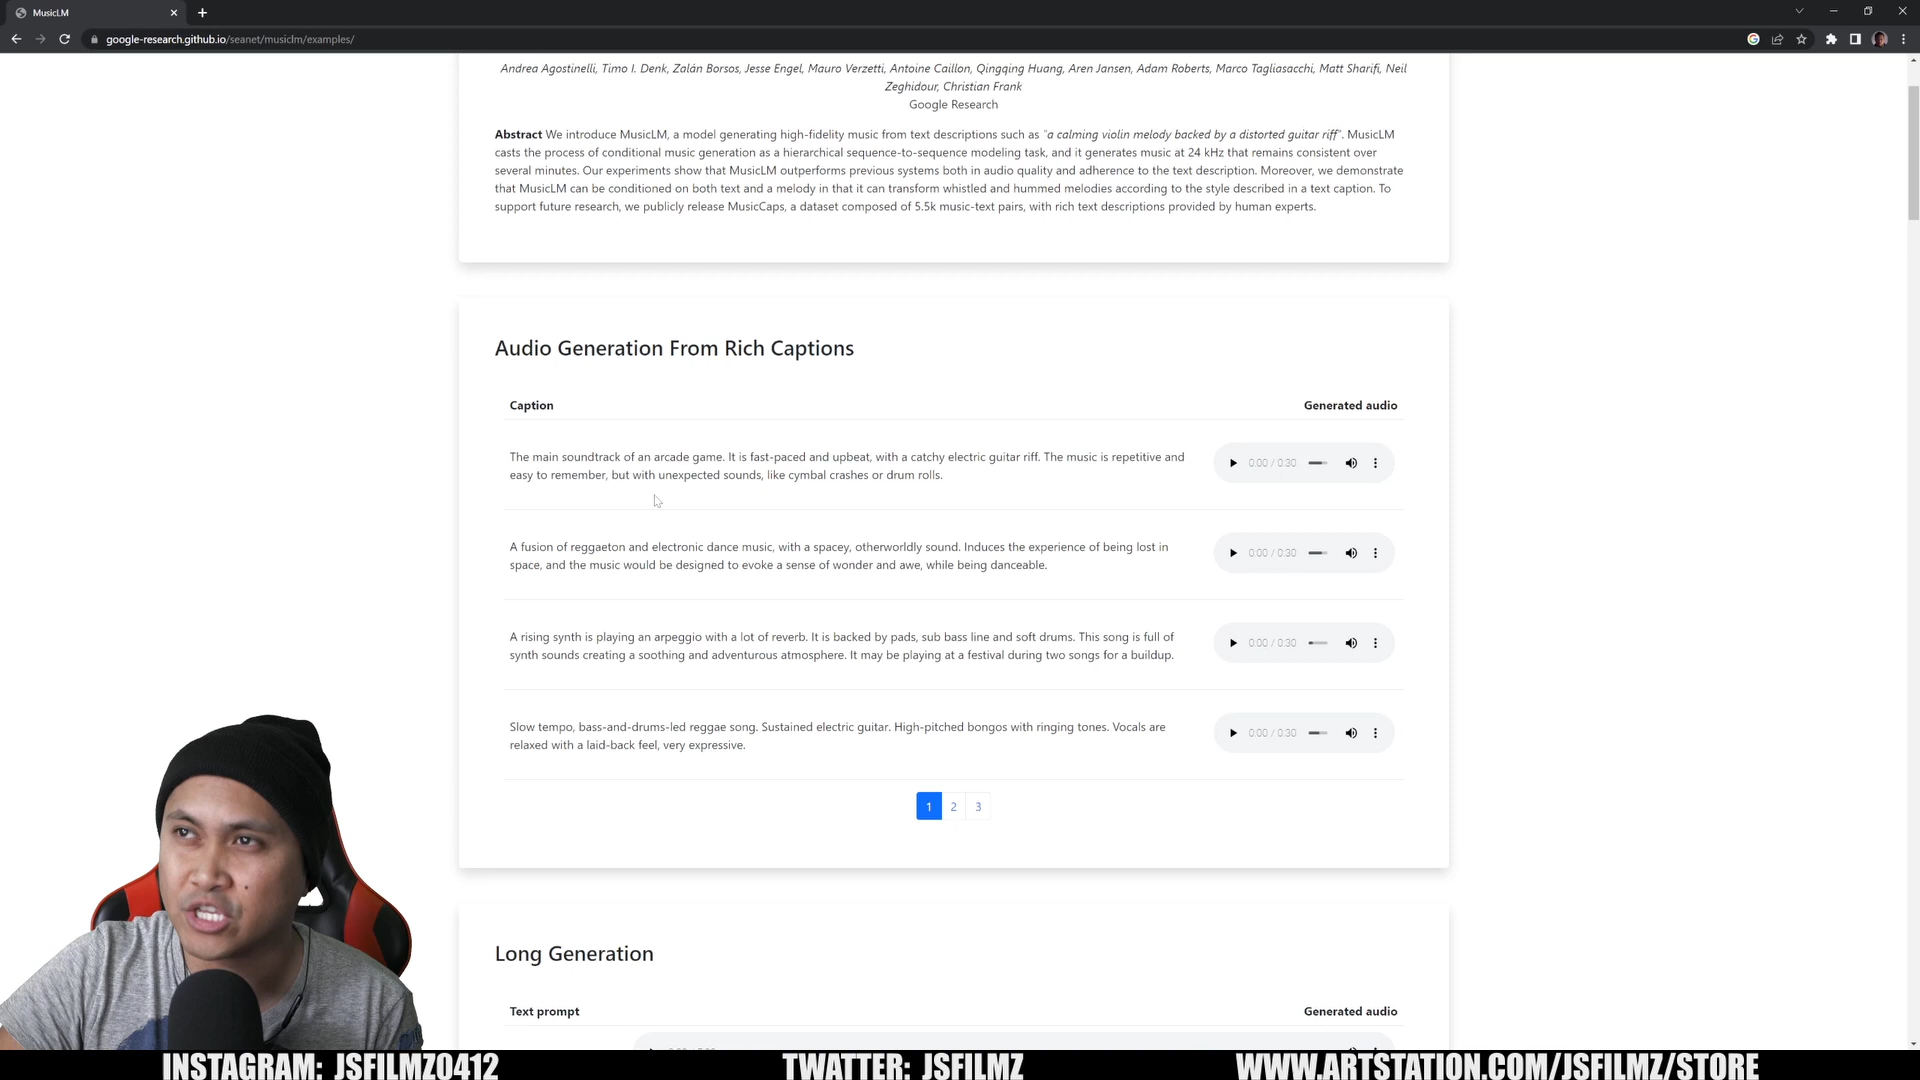 MusicLM
google-research.github.io/seanet/musiclm/examples/
Andrea Agostinelli, Timo I. Denk, Zalán Borsos, Jesse Engel, Mauro Verzetti, Antoine Caillon, Qingqing Huang, Aren Jansen, Adam Roberts, Marco Tagliasacchi, Matt Sharifi, Neil
Zeghidour, Christian Frank
Google Research
Abstract We introduce MusicLM, a model generating high-fidelity music from text descriptions such as "a calming violin melody backed by a distorted guitar riff". MusicLM
casts the process of conditional music generation as a hierarchical sequence-to-sequence modeling task, and it generates music at 24 kHz that remains consistent over
several minutes. Our experiments show that MusicLM outperforms previous systems both in audio quality and adherence to the text description. Moreover, we demonstrate
that MusicLM can be conditioned on both text and a melody in that it can transform whistled and hummed melodies according to the style described in a text caption. To
support future research, we publicly release MusicCaps, a dataset composed of 5.5k music-text pairs, with rich text descriptions provided by human experts.
Audio Generation From Rich Captions
Caption Generated audio
The main soundtrack of an arcade game. It is fast-paced and upbeat, with a catchy electric guitar riff. The music is repetitive and
easy to remember, but with unexpected sounds, like cymbal crashes or drum rolls.
0:00 / 0:30
A fusion of reggaeton and electronic dance music, with a spacey, otherworldly sound. Induces the experience of being lost in
space, and the music would be designed to evoke a sense of wonder and awe, while being danceable.
0:00 / 0:30
A rising synth is playing an arpeggio with a lot of reverb. It is backed by pads, sub bass line and soft drums. This song is full of
synth sounds creating a soothing and adventurous atmosphere. It may be playing at a festival during two songs for a buildup.
0:00 / 0:30
Slow tempo, bass-and-drums-led reggae song. Sustained electric guitar. High-pitched bongos with ringing tones. Vocals are
relaxed with a laid-back feel, very expressive.
0:00 / 0:30
1 2 3
Long Generation
Text prompt Generated audio
INSTAGRAM: JSFILMZ0412 TWATTER: JSFILMZ WWW.ARTSTATION.COM/JSFILMZ/STORE